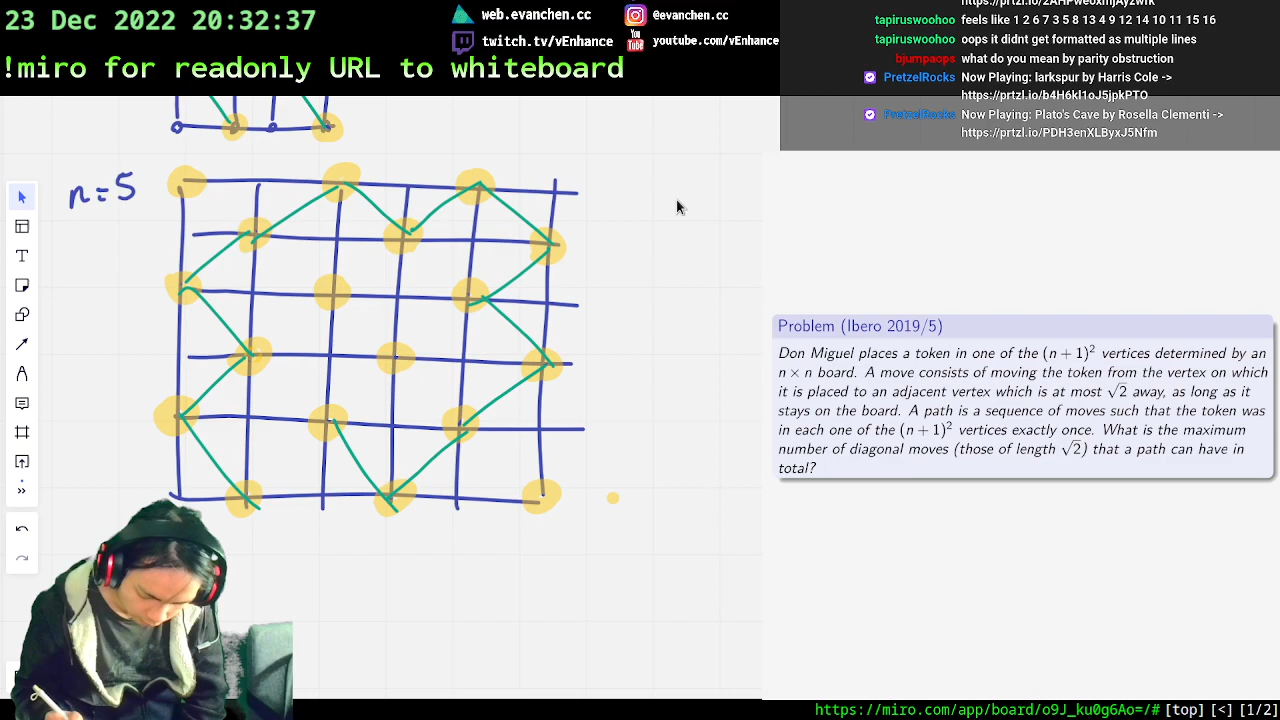 23 Dec 2022 20:32:37
web.evanchen.cc
@evanchen.cc
twitch.tv/vEnhance
youtube.com/vEnhance
!miro for readonly URL to whiteboard
tapiruswoohoo feels like 1 2 6 7 3 5 8 13 4 9 12 14 10 11 15 16
tapiruswoohoo oops it didnt get formatted as multiple lines
bjumpaops what do you mean by parity obstruction
PretzelRocks Now Playing: larkspur by Harris Cole ->
https://prtzl.io/b4H6kl1oJ5jpkPTO
PretzelRocks Now Playing: Plato's Cave by Rosella Clementi ->
https://prtzl.io/PDH3enXLByxJ5Nfm
n=5
Problem (Ibero 2019/5)
Don Miguel places a token in one of the (n + 1)² vertices determined by an
n × n board. A move consists of moving the token from the vertex on which
it is placed to an adjacent vertex which is at most √2 away, as long as it
stays on the board. A path is a sequence of moves such that the token was
in each one of the (n + 1)² vertices exactly once. What is the maximum
number of diagonal moves (those of length √2) that a path can have in
total?
https://miro.com/app/board/o9J_ku0g6Ao=/# [top] [<] [1/2]